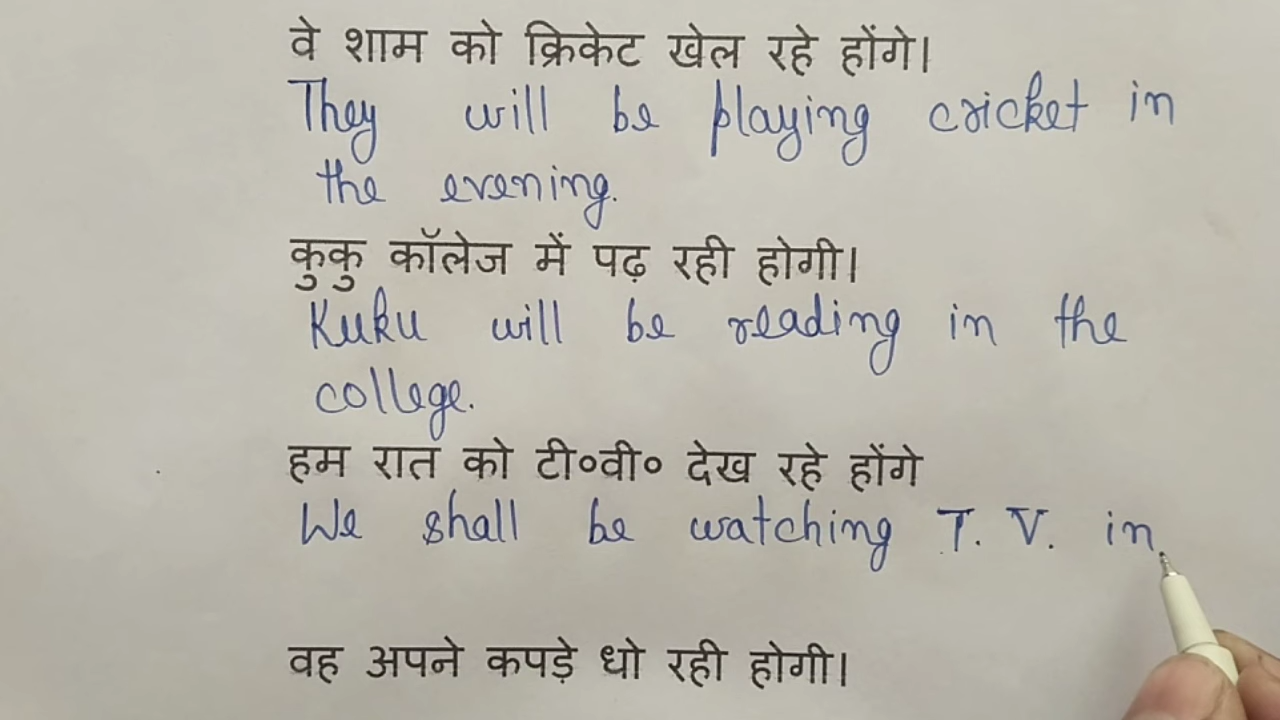 वे शाम को क्रिकेट खेल रहे होंगे।
They will be playing cricket in
the evening.
कुकु कॉलेज में पढ़ रही होगी।
Kuku will be reading in the
college.
हम रात को टी०वी० देख रहे होंगे
We shall be watching T. V. in
वह अपने कपड़े धो रही होगी।